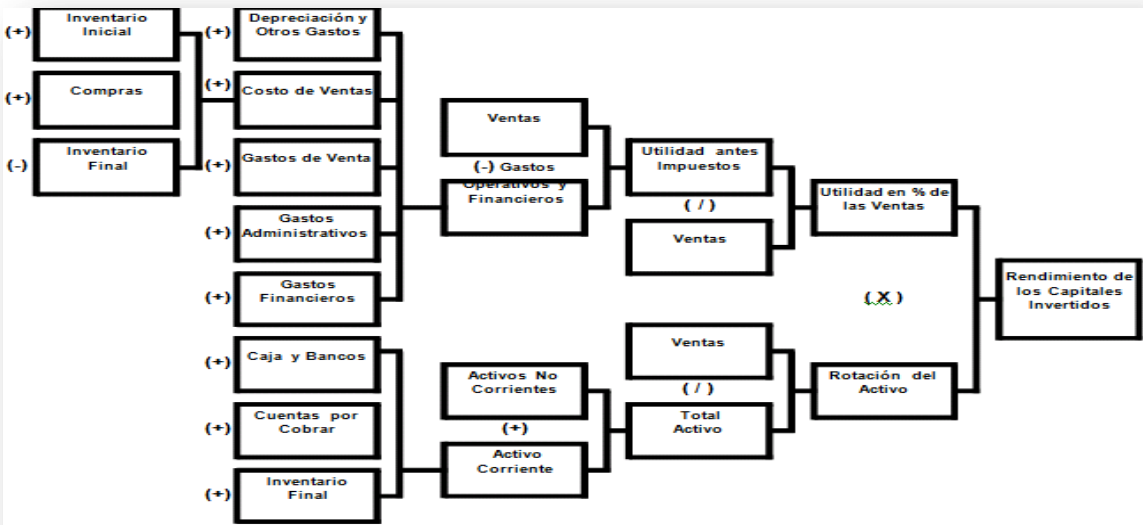 (+)
Inventario
Inicial
(+)
Compras
(-)
Inventario
Final
(+)
Depreciación y
Otros Gastos
(+)
Costo de Ventas
(+)
Gastos de Venta
(+)
Gastos
Administrativos
(+)
Gastos
Financieros
(+)
Caja y Bancos
(+)
Cuentas por
Cobrar
(+)
Inventario
Final
Ventas
(-) Gastos
Operativos y
Financieros
Activos No
Corrientes
(+)
Activo
Corriente
Utilidad antes
Impuestos
( / )
Ventas
Ventas
( / )
Total
Activo
Utilidad en % de
las Ventas
( X )
Rotación del
Activo
Rendimiento de
los Capitales
Invertidos